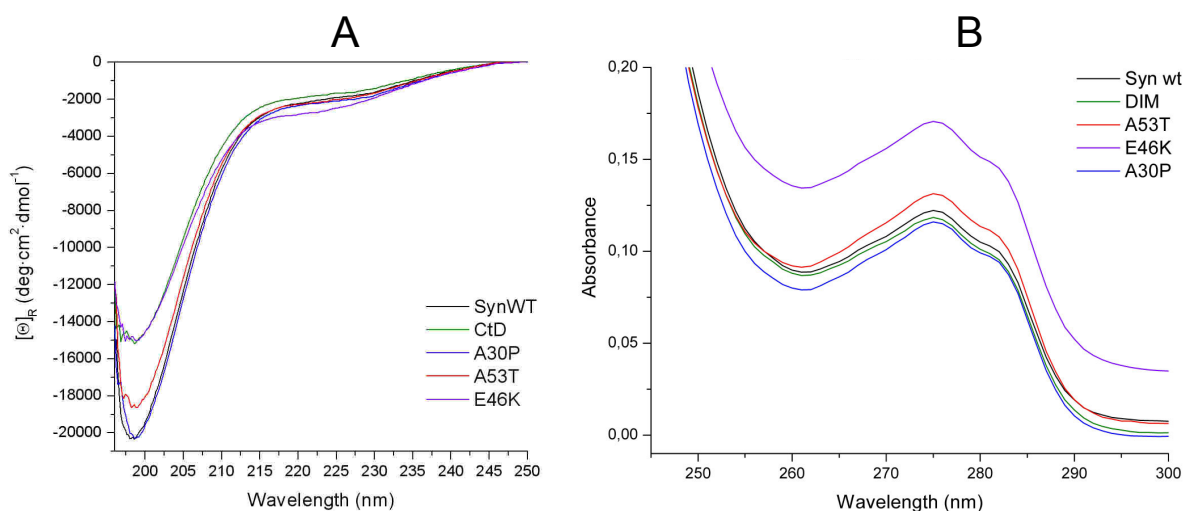 A
0
-2000
-4000
-6000
-8000
-10000
-12000
-14000
-16000
-18000
-20000
[Θ]R (deg·cm2·dmol-1)
SynWT
CtD
A30P
A53T
E46K
200 205 210 215 220 225 230 235 240 245 250
Wavelength (nm)
B
0,20
0,15
0,10
0,05
0,00
Absorbance
Syn wt
DIM
A53T
E46K
A30P
250 260 270 280 290 300
Wavelength (nm)